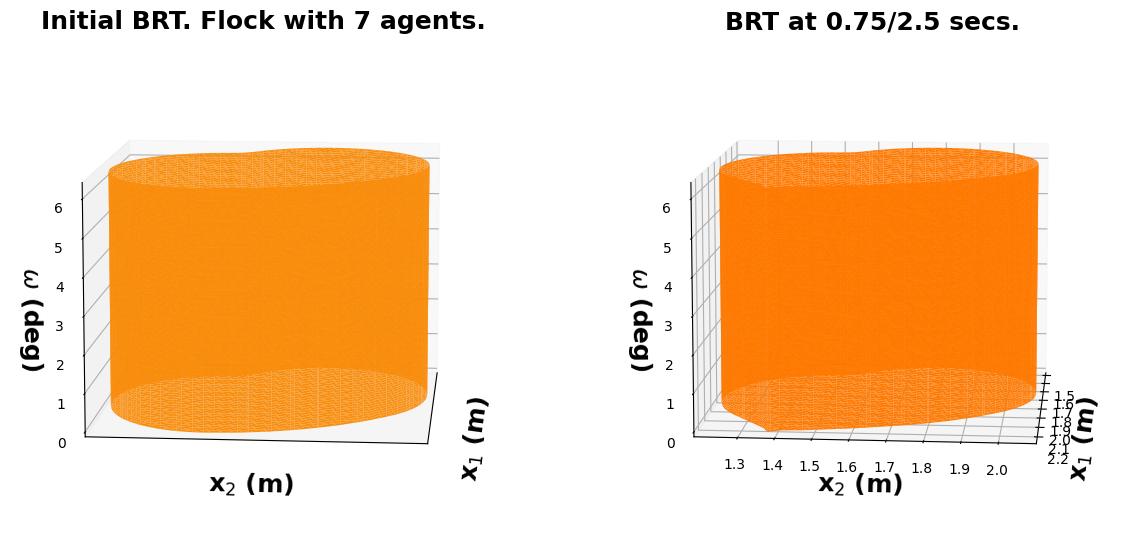 Initial BRT. Flock with 7 agents.
6
5
4
3
2
1
0
ω (deg)
x₂ (m)
x₁ (m)
BRT at 0.75/2.5 secs.
6
5
4
3
2
1
0
ω (deg)
1.3 1.4 1.5 1.6 1.7 1.8 1.9 2.0
x₂ (m)
1.5
1.6
1.7
1.8
1.9
2.0
2.1
2.2
x₁ (m)